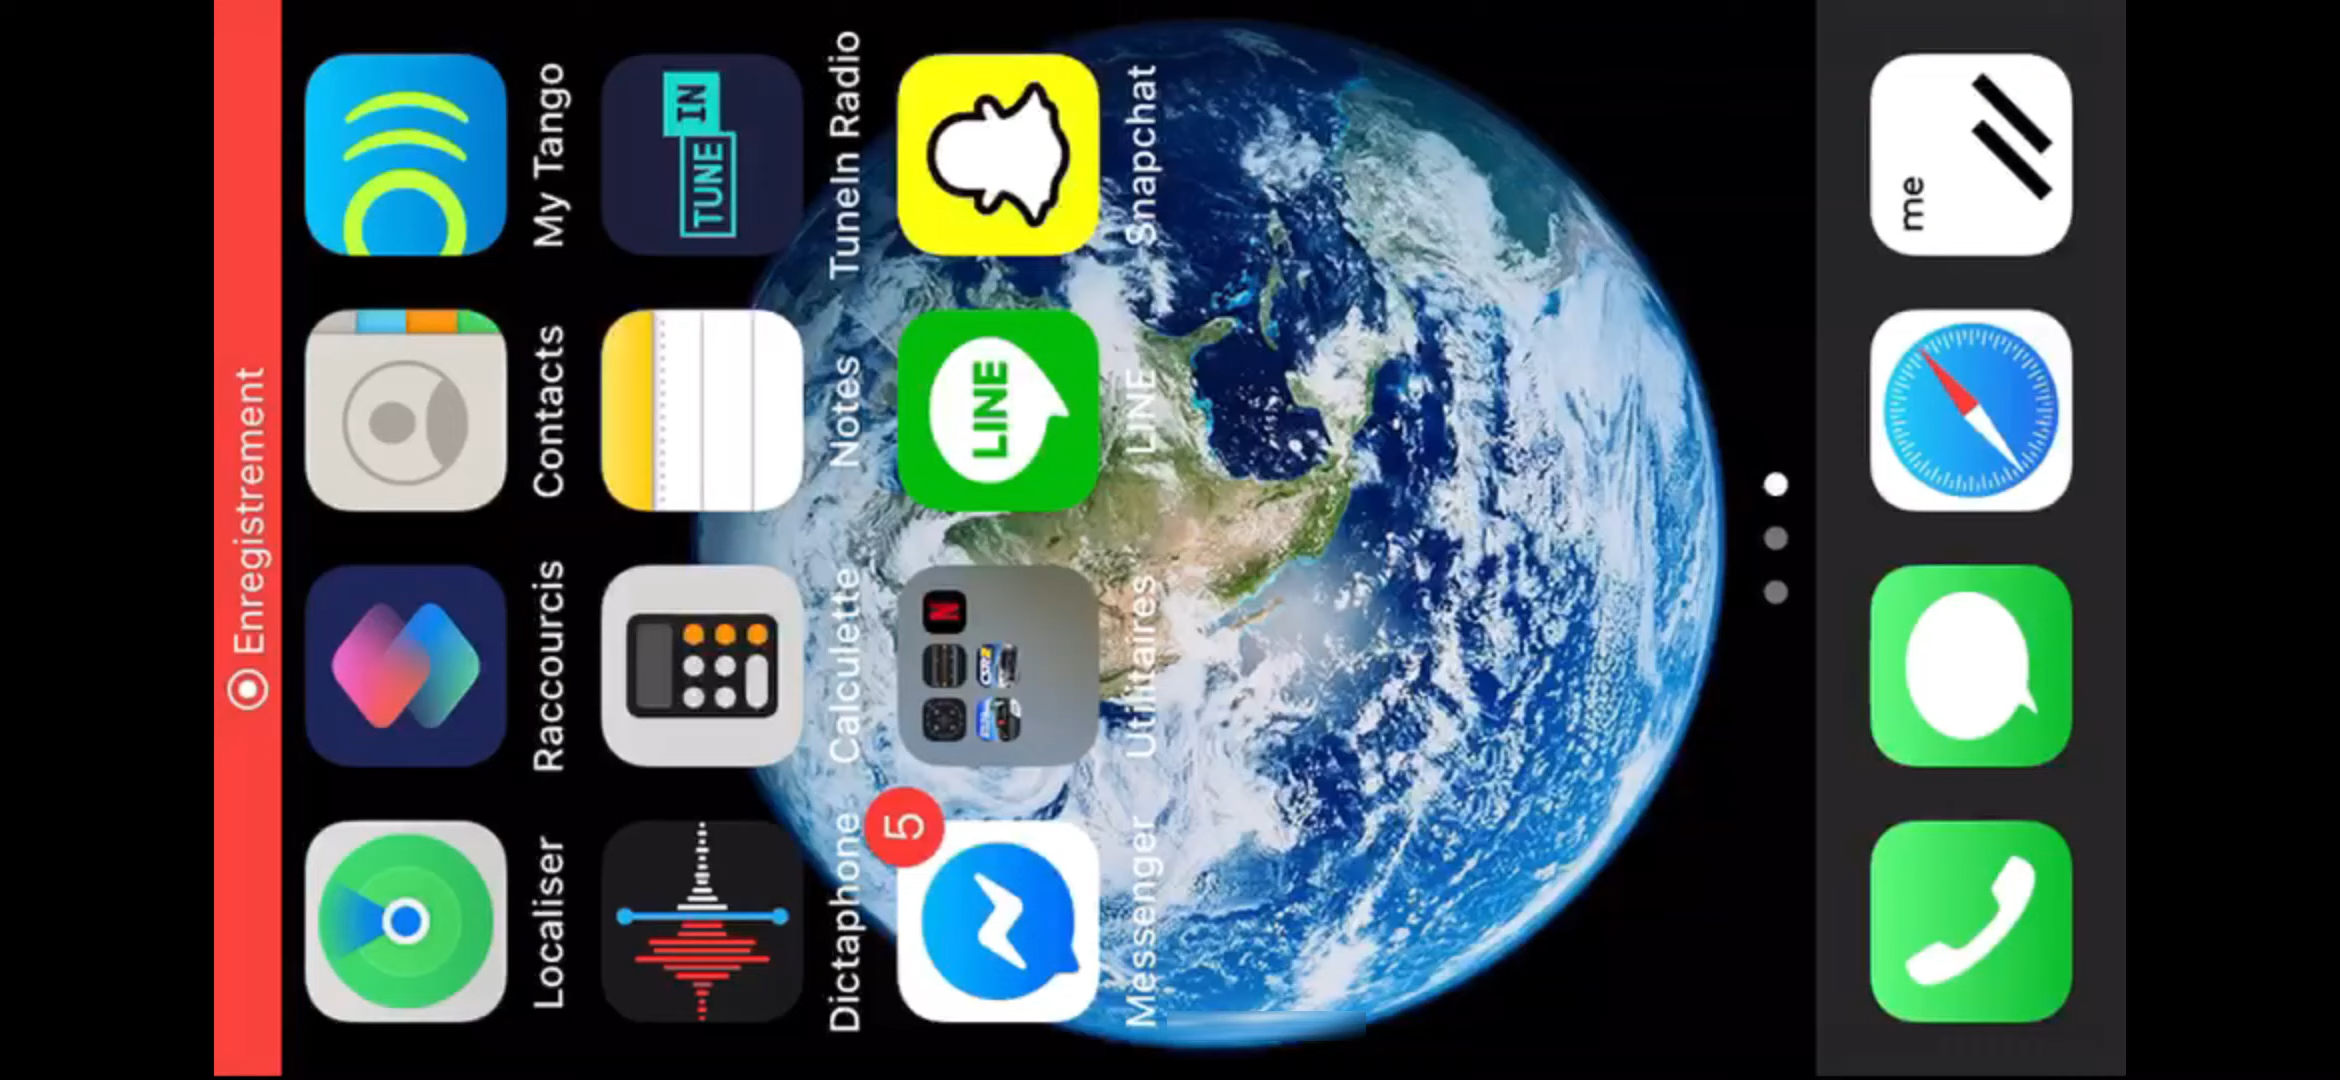 Enregistrement
Localiser
Raccourcis
Contacts
My Tango
TUNE IN
Dictaphone
Calculette
Notes
TuneIn Radio
5
N
LINE
Messenger
Utilitaires
LINE
Snapchat
me